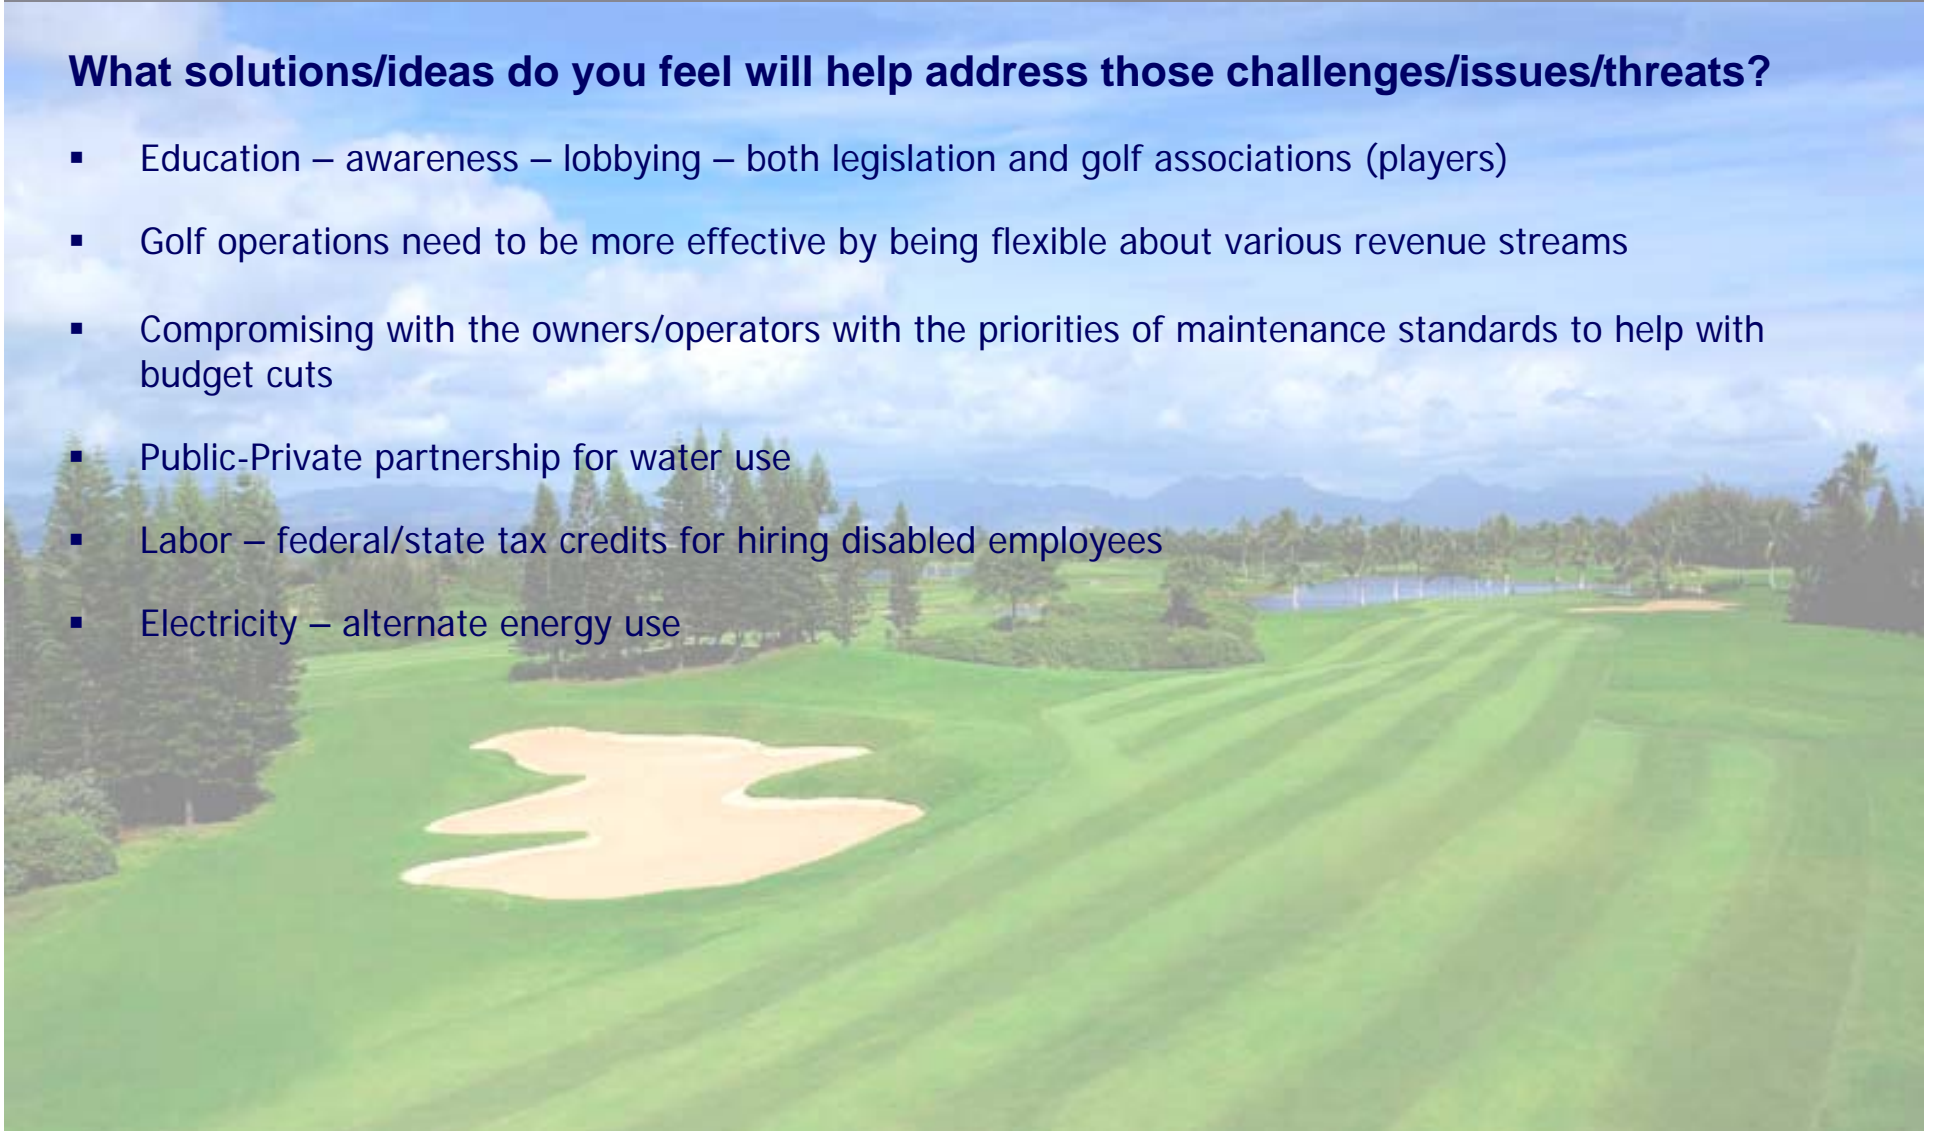 What solutions/ideas do you feel will help address those challenges/issues/threats?
▪ Education – awareness – lobbying – both legislation and golf associations (players)
▪ Golf operations need to be more effective by being flexible about various revenue streams
▪ Compromising with the owners/operators with the priorities of maintenance standards to help with
budget cuts
▪ Public-Private partnership for water use
▪ Labor – federal/state tax credits for hiring disabled employees
▪ Electricity – alternate energy use